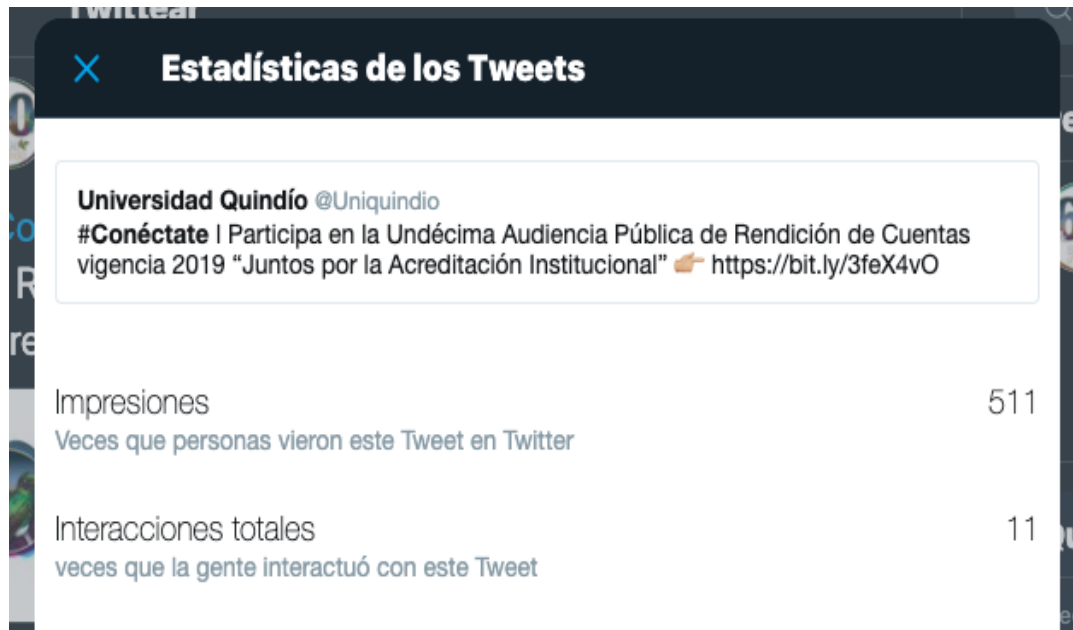 Twittear
Estadísticas de los Tweets
Universidad Quindío @Uniquindio
#Conéctate I Participa en la Undécima Audiencia Pública de Rendición de Cuentas
vigencia 2019 “Juntos por la Acreditación Institucional” 👉🏼 https://bit.ly/3feX4vO
Impresiones 511
Veces que personas vieron este Tweet en Twitter
Interacciones totales 11
veces que la gente interactuó con este Tweet